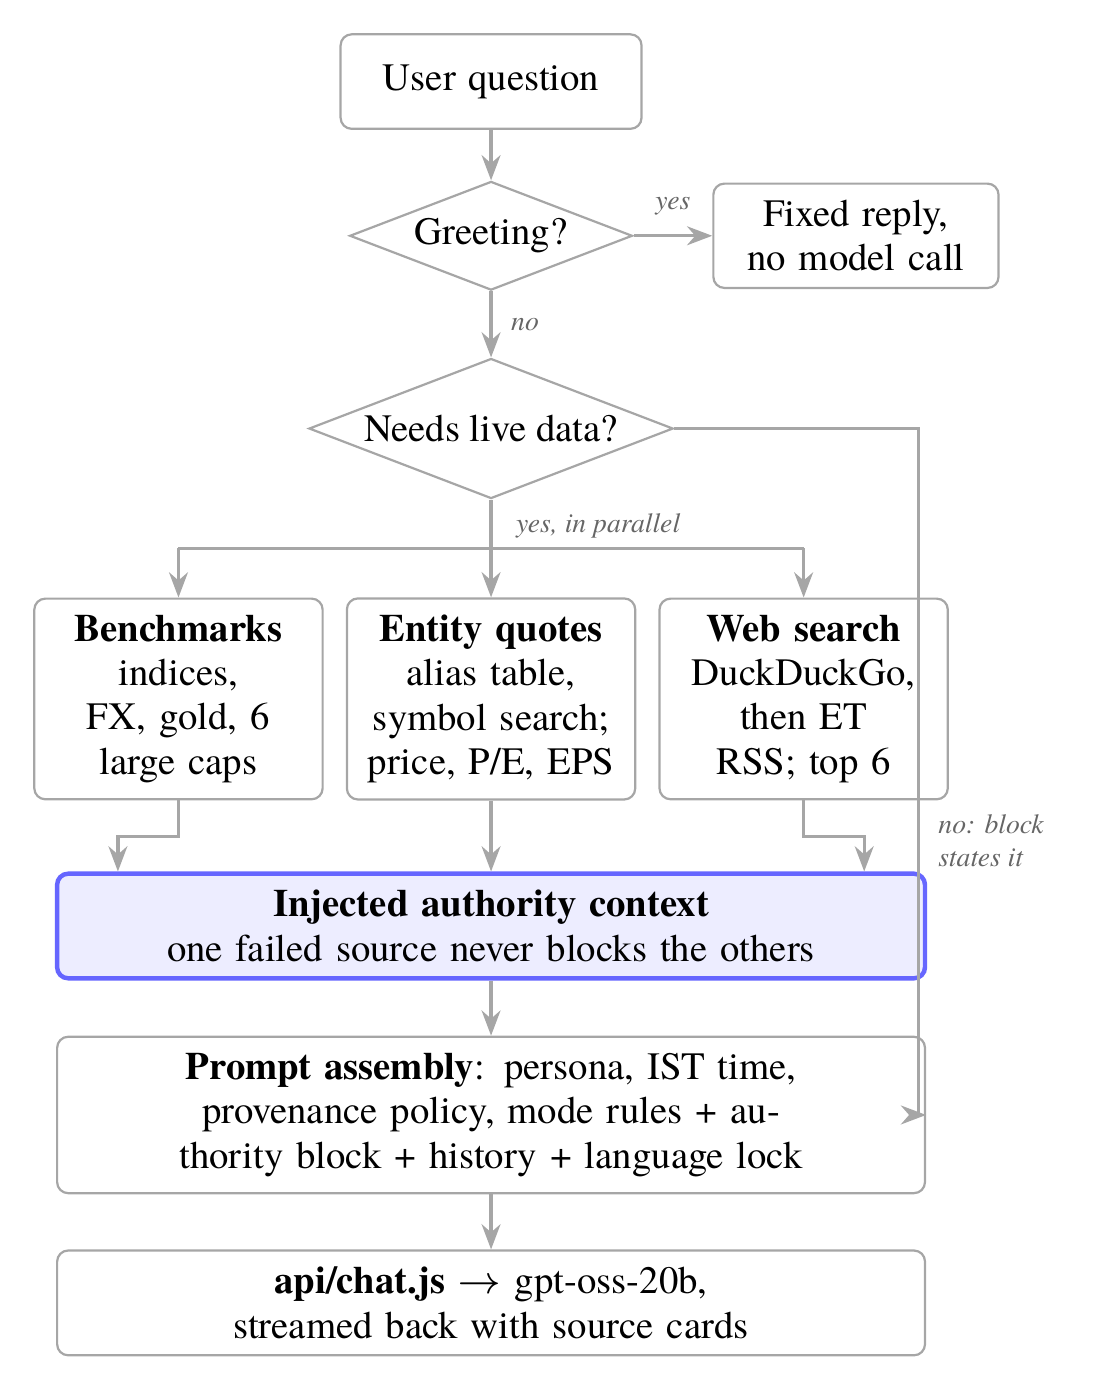 User question
Greeting?
yes
Fixed reply,
no model call
no
Needs live data?
yes, in parallel
Benchmarks
indices,
FX, gold, 6
large caps
Entity quotes
alias table,
symbol search;
price, P/E, EPS
Web search
DuckDuckGo,
then ET
RSS; top 6
no: block
states it
Injected authority context
one failed source never blocks the others
Prompt assembly: persona, IST time,
provenance policy, mode rules + au-
thority block + history + language lock
api/chat.js → gpt-oss-20b,
streamed back with source cards